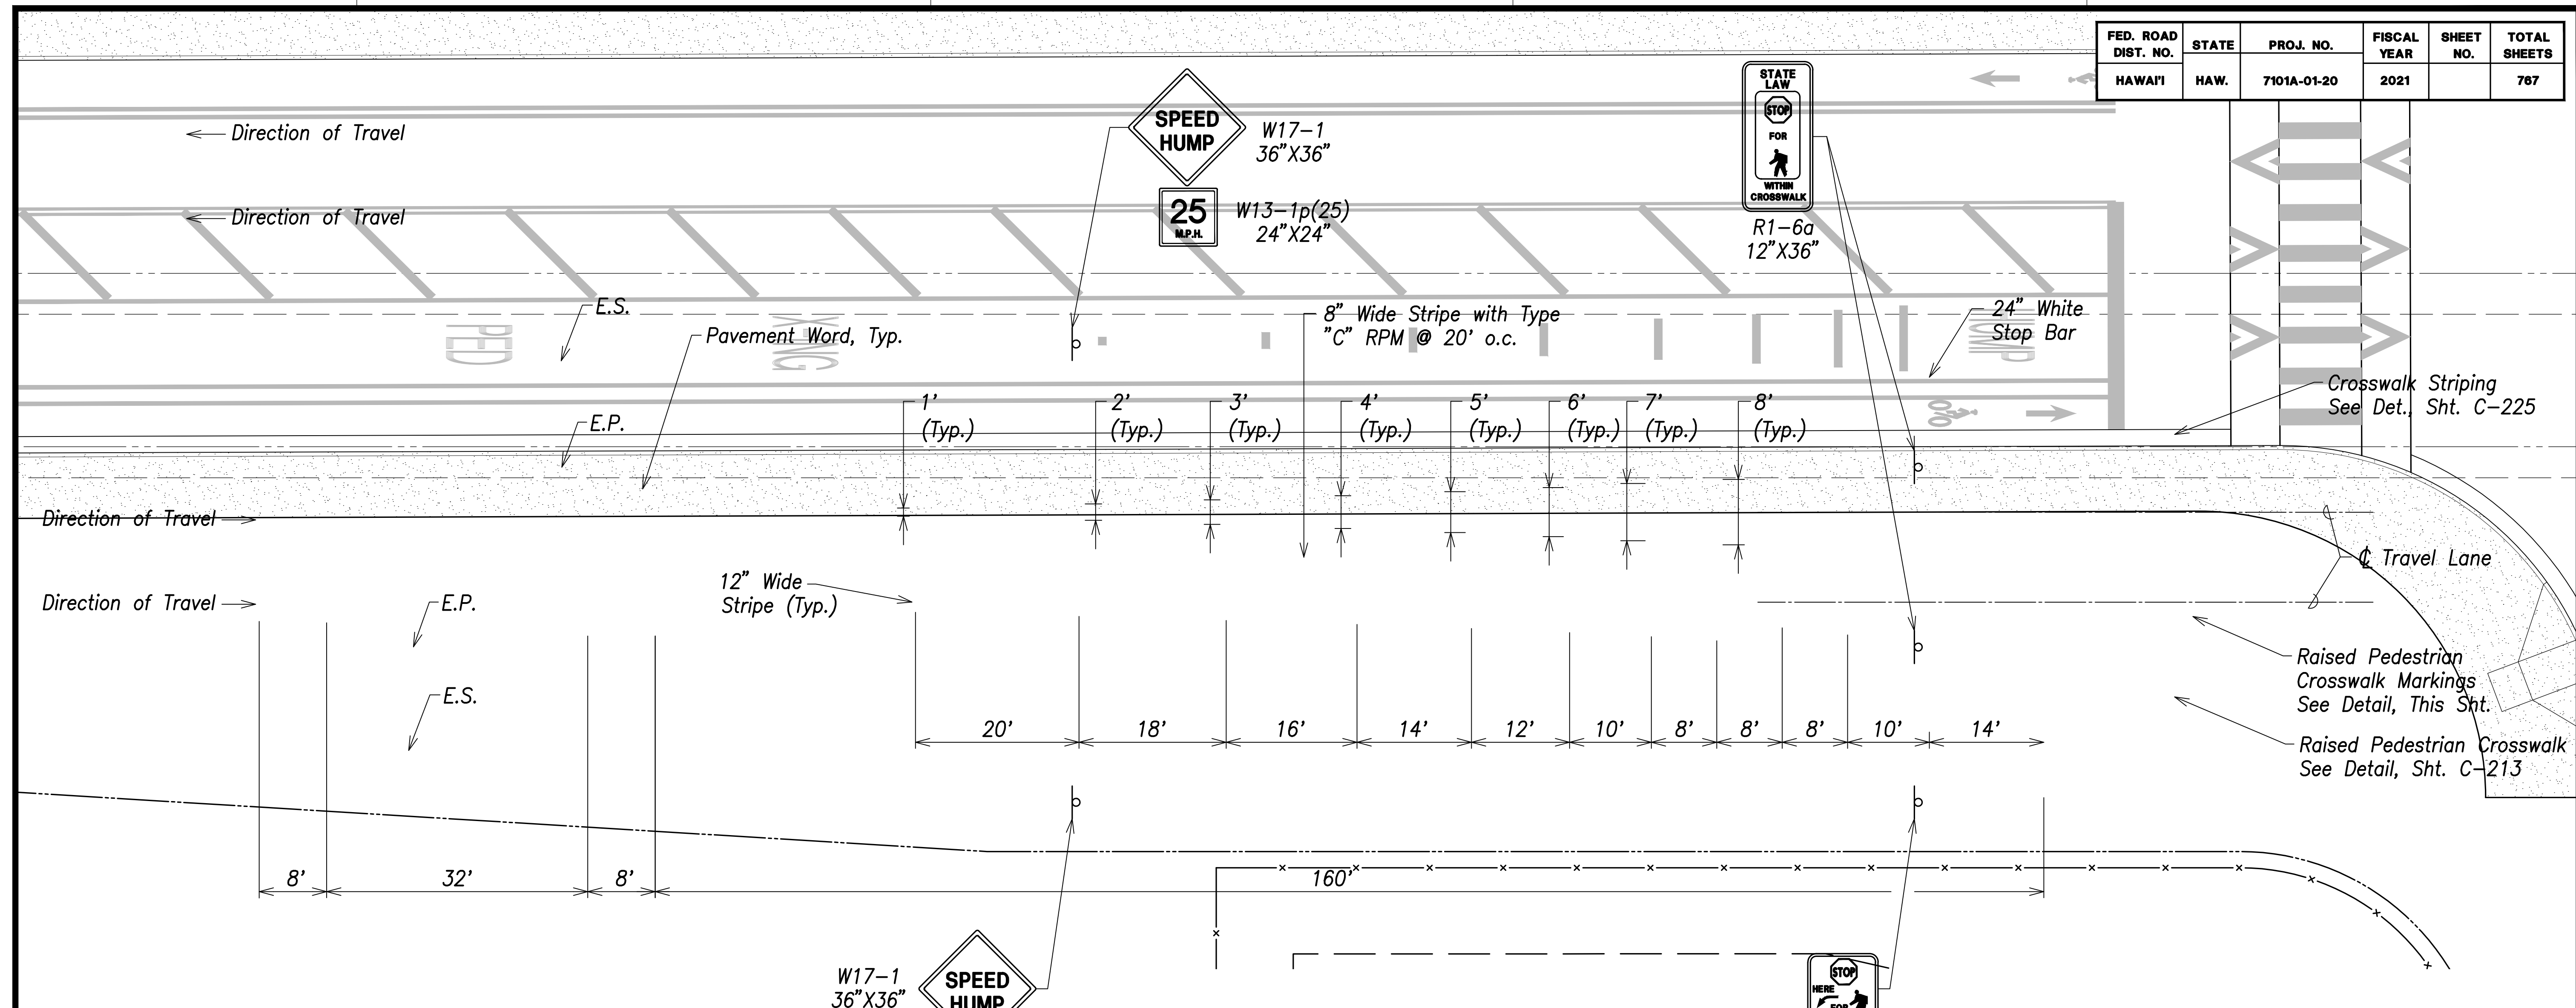 FED. ROAD DIST. NO.
STATE
PROJ. NO.
FISCAL YEAR
SHEET NO.
TOTAL SHEETS
HAWAI'I
HAW.
7101A-01-20
2021
767
Direction of Travel
SPEED
HUMP
W17-1
36"X36"
STATE
LAW
STOP
FOR
WITHIN
CROSSWALK
R1-6a
12"X36"
Direction of Travel
25
M.P.H.
W13-1p(25)
24"X24"
E.S.
PED
XING
Pavement Word, Typ.
8" Wide Stripe with Type
"C" RPM @ 20' o.c.
24" White
Stop Bar
HUMP
Crosswalk Striping
See Det., Sht. C-225
E.P.
1'
(Typ.)
2'
(Typ.)
3'
(Typ.)
4'
(Typ.)
5'
(Typ.)
6'
(Typ.)
7'
(Typ.)
8'
(Typ.)
Direction of Travel
℄ Travel Lane
12" Wide
Stripe (Typ.)
Direction of Travel
E.P.
E.S.
Raised Pedestrian
Crosswalk Markings
See Detail, This Sht.
20'
18'
16'
14'
12'
10'
8'
8'
8'
10'
14'
Raised Pedestrian Crosswalk
See Detail, Sht. C-213
8'
32'
8'
160'
W17-1
36"X36"
SPEED
HUMP
STOP
HERE
FOR